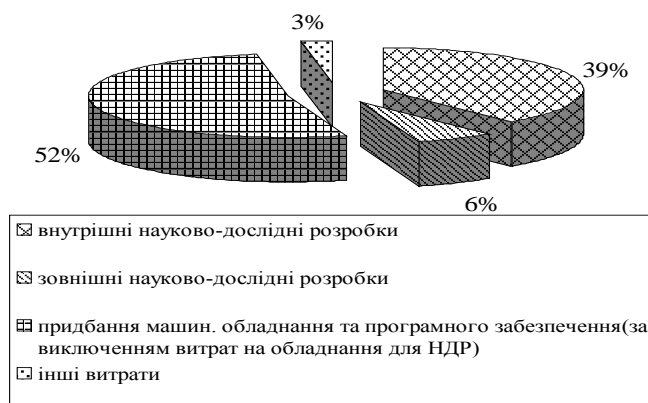 3%
39%
52%
6%
внутрішні науково-дослідні розробки
зовнішні науково-дослідні розробки
придбання машин. обладнання та програмного забезпечення(за
виключенням витрат на обладнання для НДР)
інші витрати